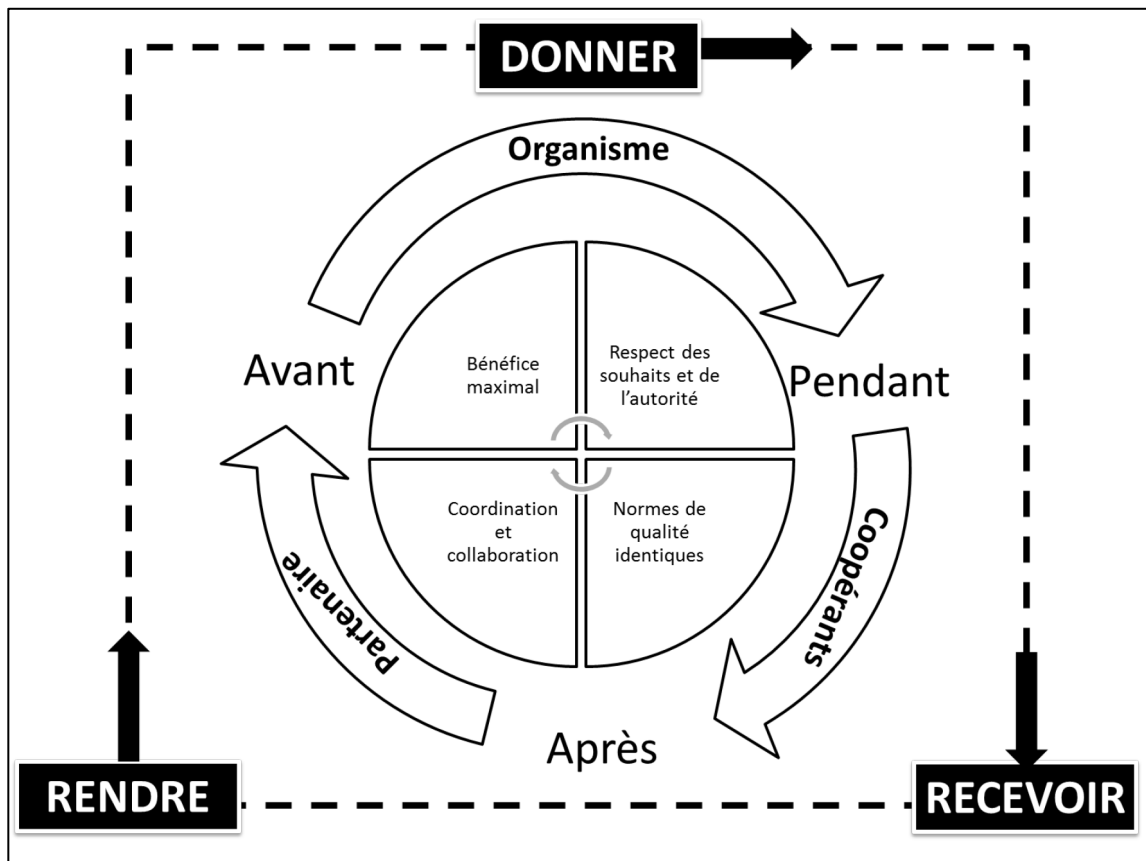 DONNER
Organisme
Avant
Bénéfice
maximal
Respect des
souhaits et de
l'autorité
Pendant
Coordination
et
collaboration
Normes de
qualité
identiques
Partenaire
Coopérants
Après
RENDRE
RECEVOIR